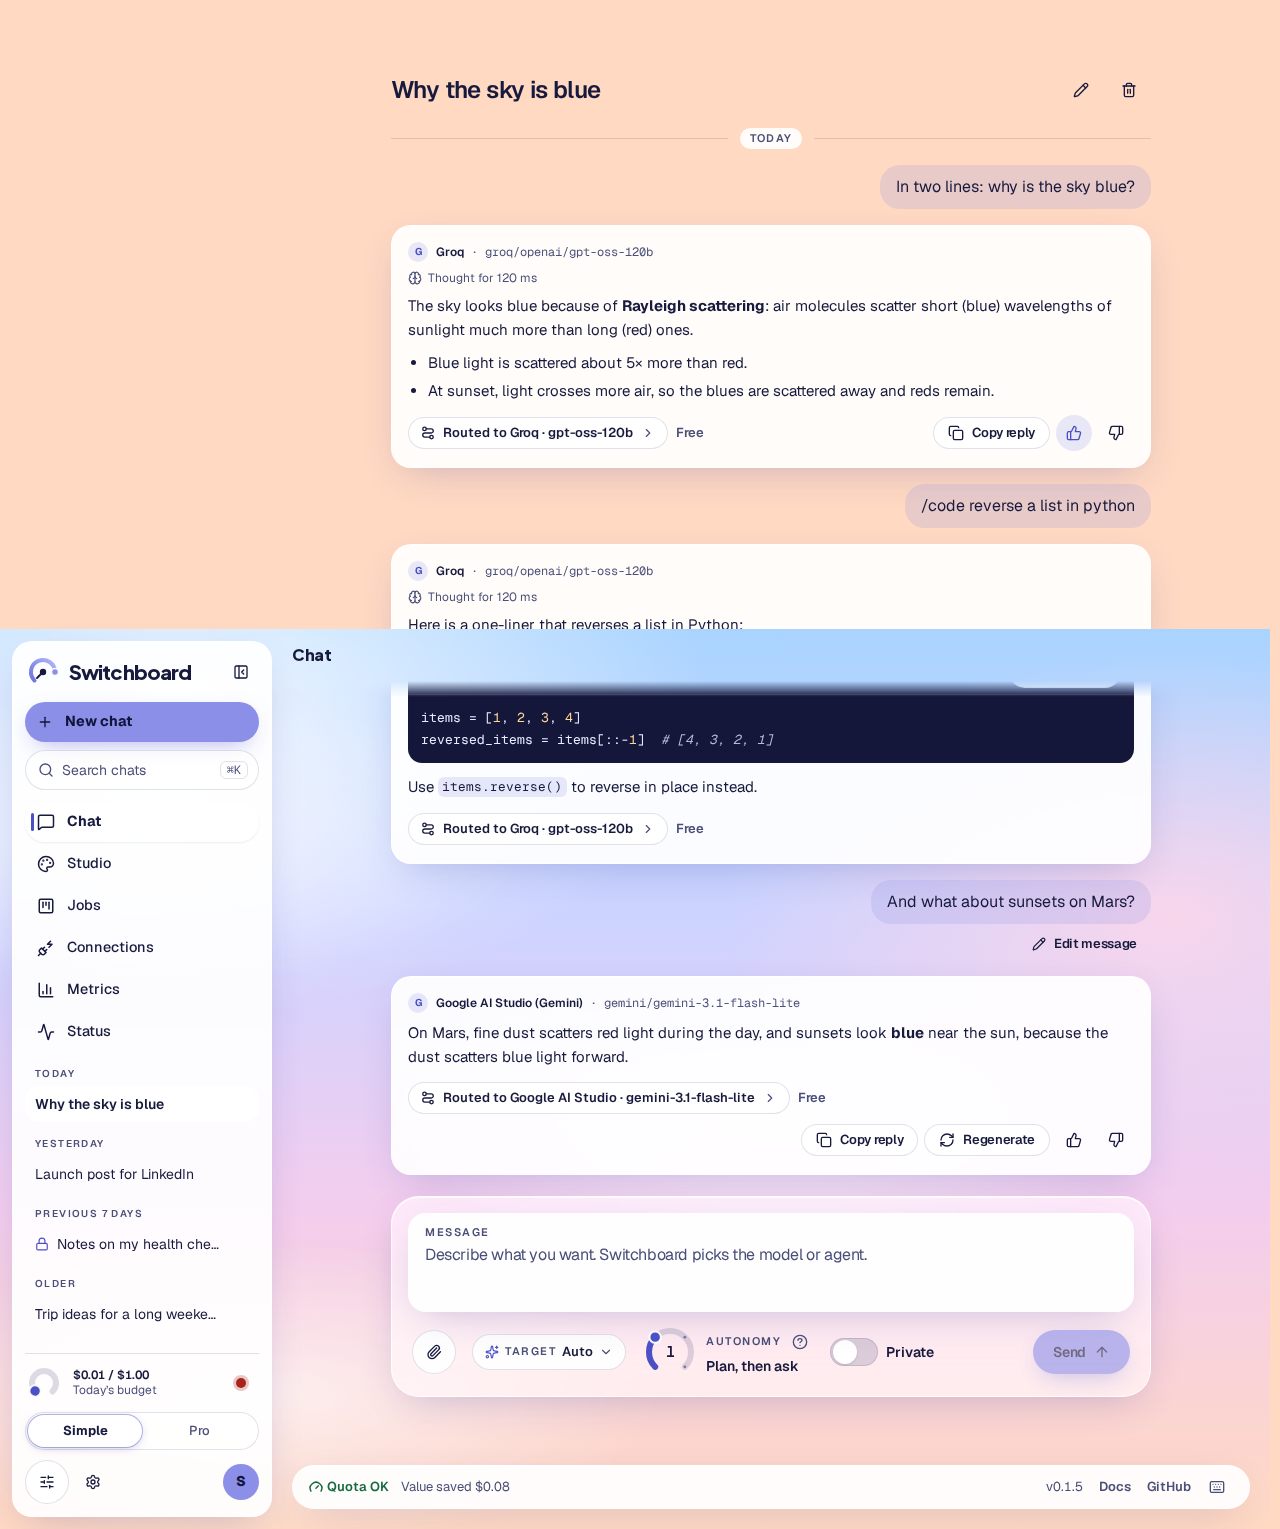 Why the sky is blue
TODAY
In two lines: why is the sky blue?
G Groq · groq/openai/gpt-oss-120b
Thought for 120 ms
The sky looks blue because of Rayleigh scattering: air molecules scatter short (blue) wavelengths of
sunlight much more than long (red) ones.
• Blue light is scattered about 5× more than red.
• At sunset, light crosses more air, so the blues are scattered away and reds remain.
Routed to Groq · gpt-oss-120b Free Copy reply
/code reverse a list in python
G Groq · groq/openai/gpt-oss-120b
Thought for 120 ms
Here is a one-liner that reverses a list in Python:
Switchboard
New chat
Search chats ⌘K
Chat
Studio
Jobs
Connections
Metrics
Status
TODAY
Why the sky is blue
YESTERDAY
Launch post for LinkedIn
PREVIOUS 7 DAYS
Notes on my health che…
OLDER
Trip ideas for a long weeke…
$0.01 / $1.00
Today's budget
Simple Pro
S
Chat
items = [1, 2, 3, 4]
reversed_items = items[::-1]  # [4, 3, 2, 1]
Use items.reverse() to reverse in place instead.
Routed to Groq · gpt-oss-120b Free
And what about sunsets on Mars?
Edit message
G Google AI Studio (Gemini) · gemini/gemini-3.1-flash-lite
On Mars, fine dust scatters red light during the day, and sunsets look blue near the sun, because the
dust scatters blue light forward.
Routed to Google AI Studio · gemini-3.1-flash-lite Free
Copy reply Regenerate
MESSAGE
Describe what you want. Switchboard picks the model or agent.
TARGET Auto
1
AUTONOMY
Plan, then ask
Private
Send
Quota OK Value saved $0.08 v0.1.5 Docs GitHub